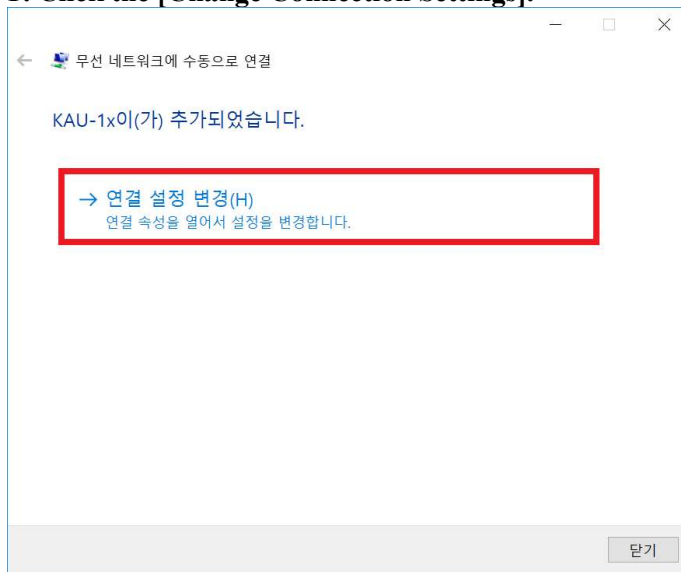 1. Click the [Change Connection Settings].
무선 네트워크에 수동으로 연결
KAU-1x이(가) 추가되었습니다.
→ 연결 설정 변경(H)
연결 속성을 열어서 설정을 변경합니다.
닫기